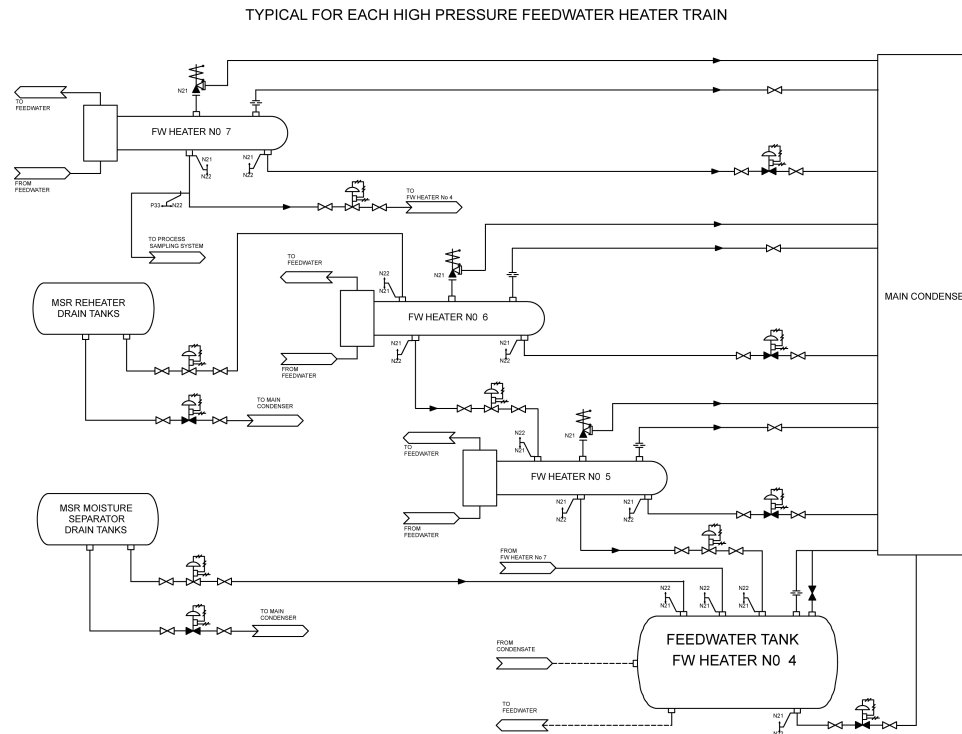 TYPICAL FOR EACH HIGH PRESSURE FEEDWATER HEATER TRAIN
N21
TO
FEEDWATER
FW HEATER N0 7
FROM
FEEDWATER
N21
N22
N21
N22
P33
N22
TO
FW HEATER No 4
TO PROCESS
SAMPLING SYSTEM
TO
FEEDWATER
N22
N21
N21
MSR REHEATER
DRAIN TANKS
FW HEATER N0 6
MAIN CONDENSE
FROM
FEEDWATER
N21
N22
N21
N22
TO MAIN
CONDENSER
TO
FEEDWATER
N22
N21
N21
FW HEATER N0 5
FROM
FEEDWATER
N21
N22
N21
N22
MSR MOISTURE
SEPARATOR
DRAIN TANKS
FROM
FW HEATER No 7
N22
N21
N22
N21
N22
N21
TO MAIN
CONDENSER
FEEDWATER TANK
FW HEATER N0 4
FROM
CONDENSATE
TO
FEEDWATER
N21
N22